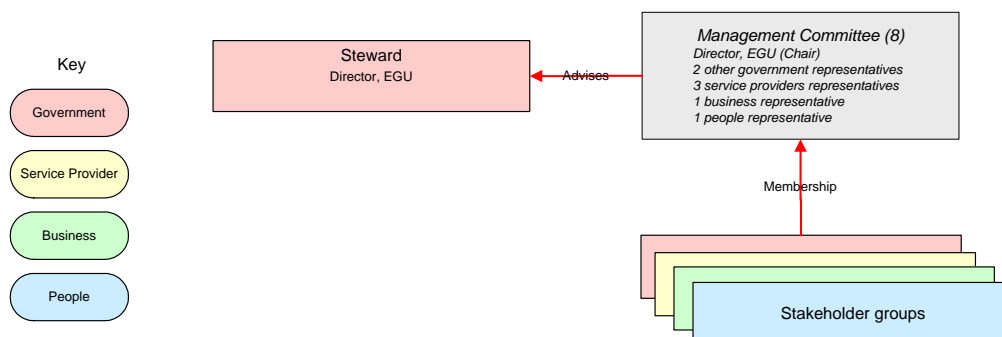 Key
Government
Service Provider
Business
People
Steward
Director, EGU
Advises
Management Committee (8)
Director, EGU (Chair)
2 other government representatives
3 service providers representatives
1 business representative
1 people representative
Membership
Stakeholder groups